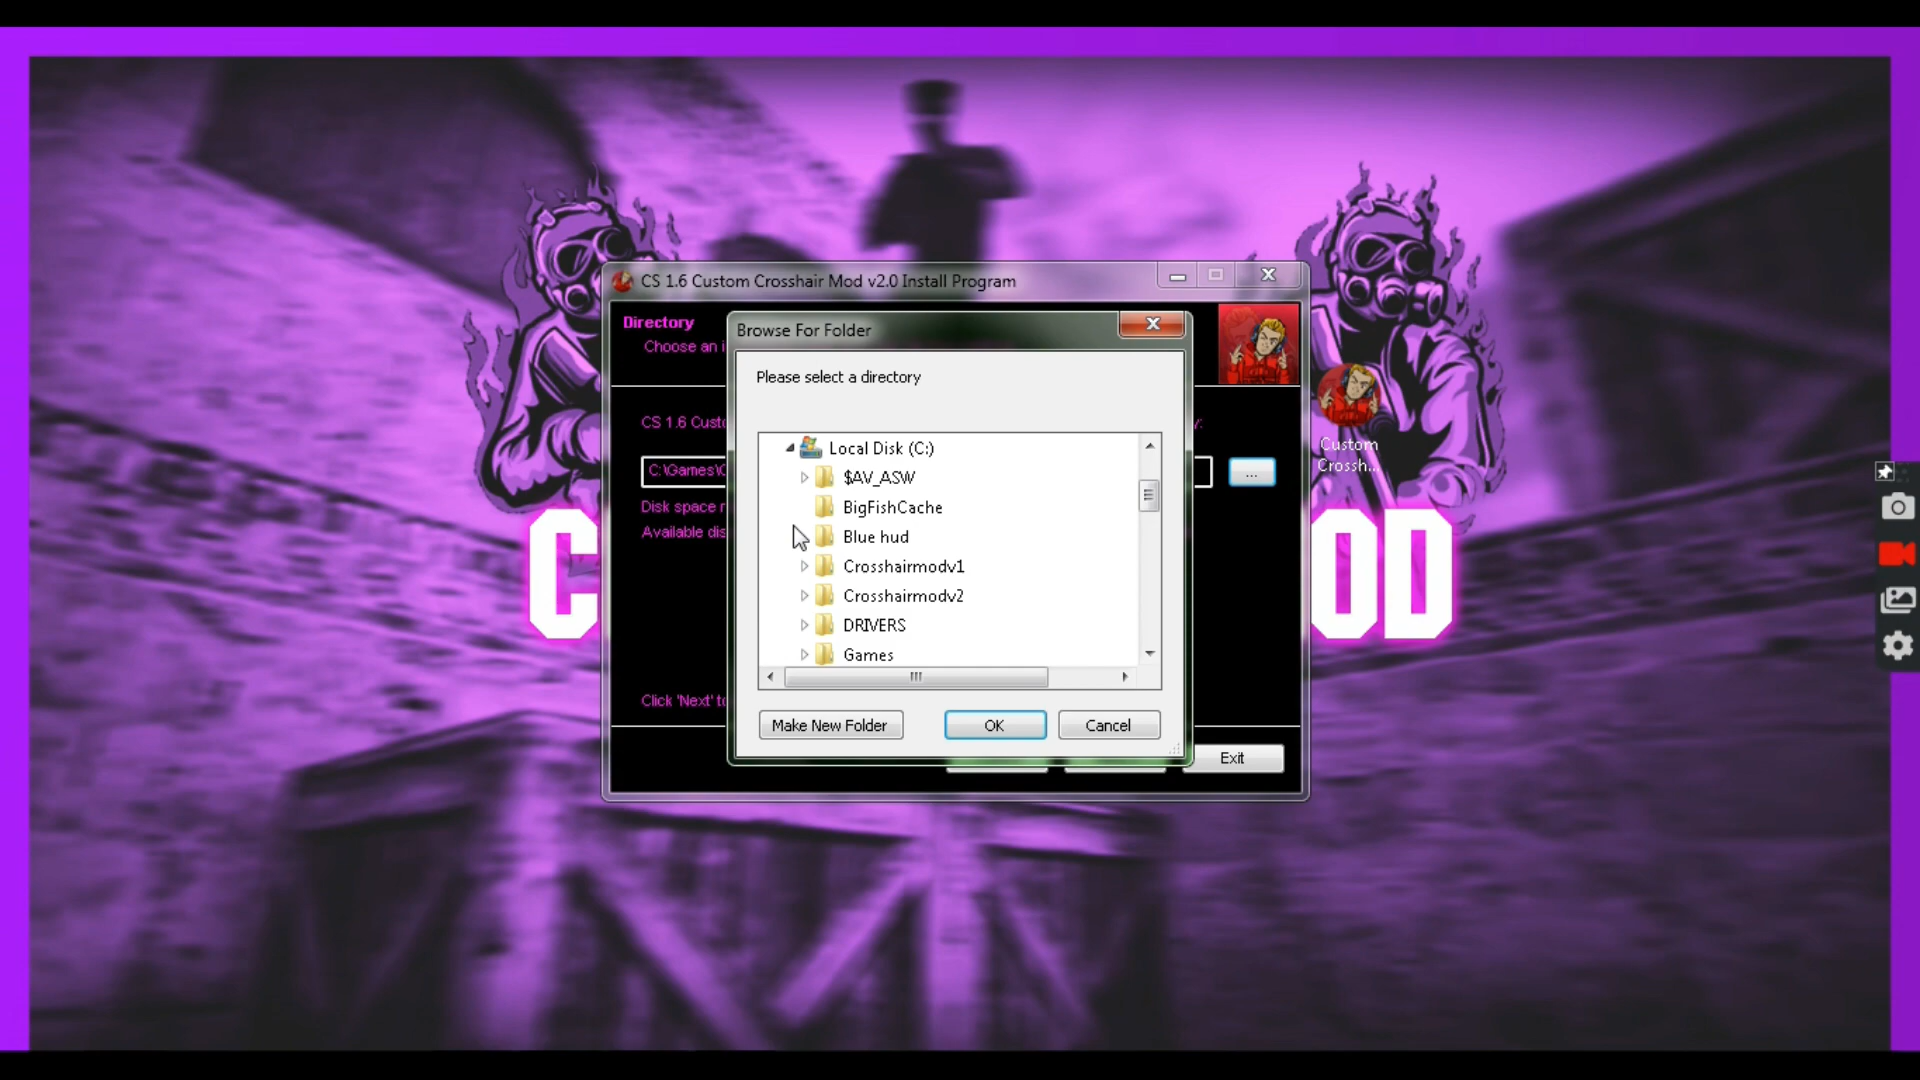 CS 1.6 Custom Crosshair Mod v2.0 Install Program
Directory
Choose an i
Browse For Folder
Please select a directory
CS 1.6 Custo
y:
C:\Games\C
...
Disk space r
Available dis
Local Disk (C:)
$AV_ASW
BigFishCache
Blue hud
Crosshairmodv1
Crosshairmodv2
DRIVERS
Games
Click 'Next' to
Make New Folder
OK
Cancel
Exit
Custom
Crossh...
C
OD